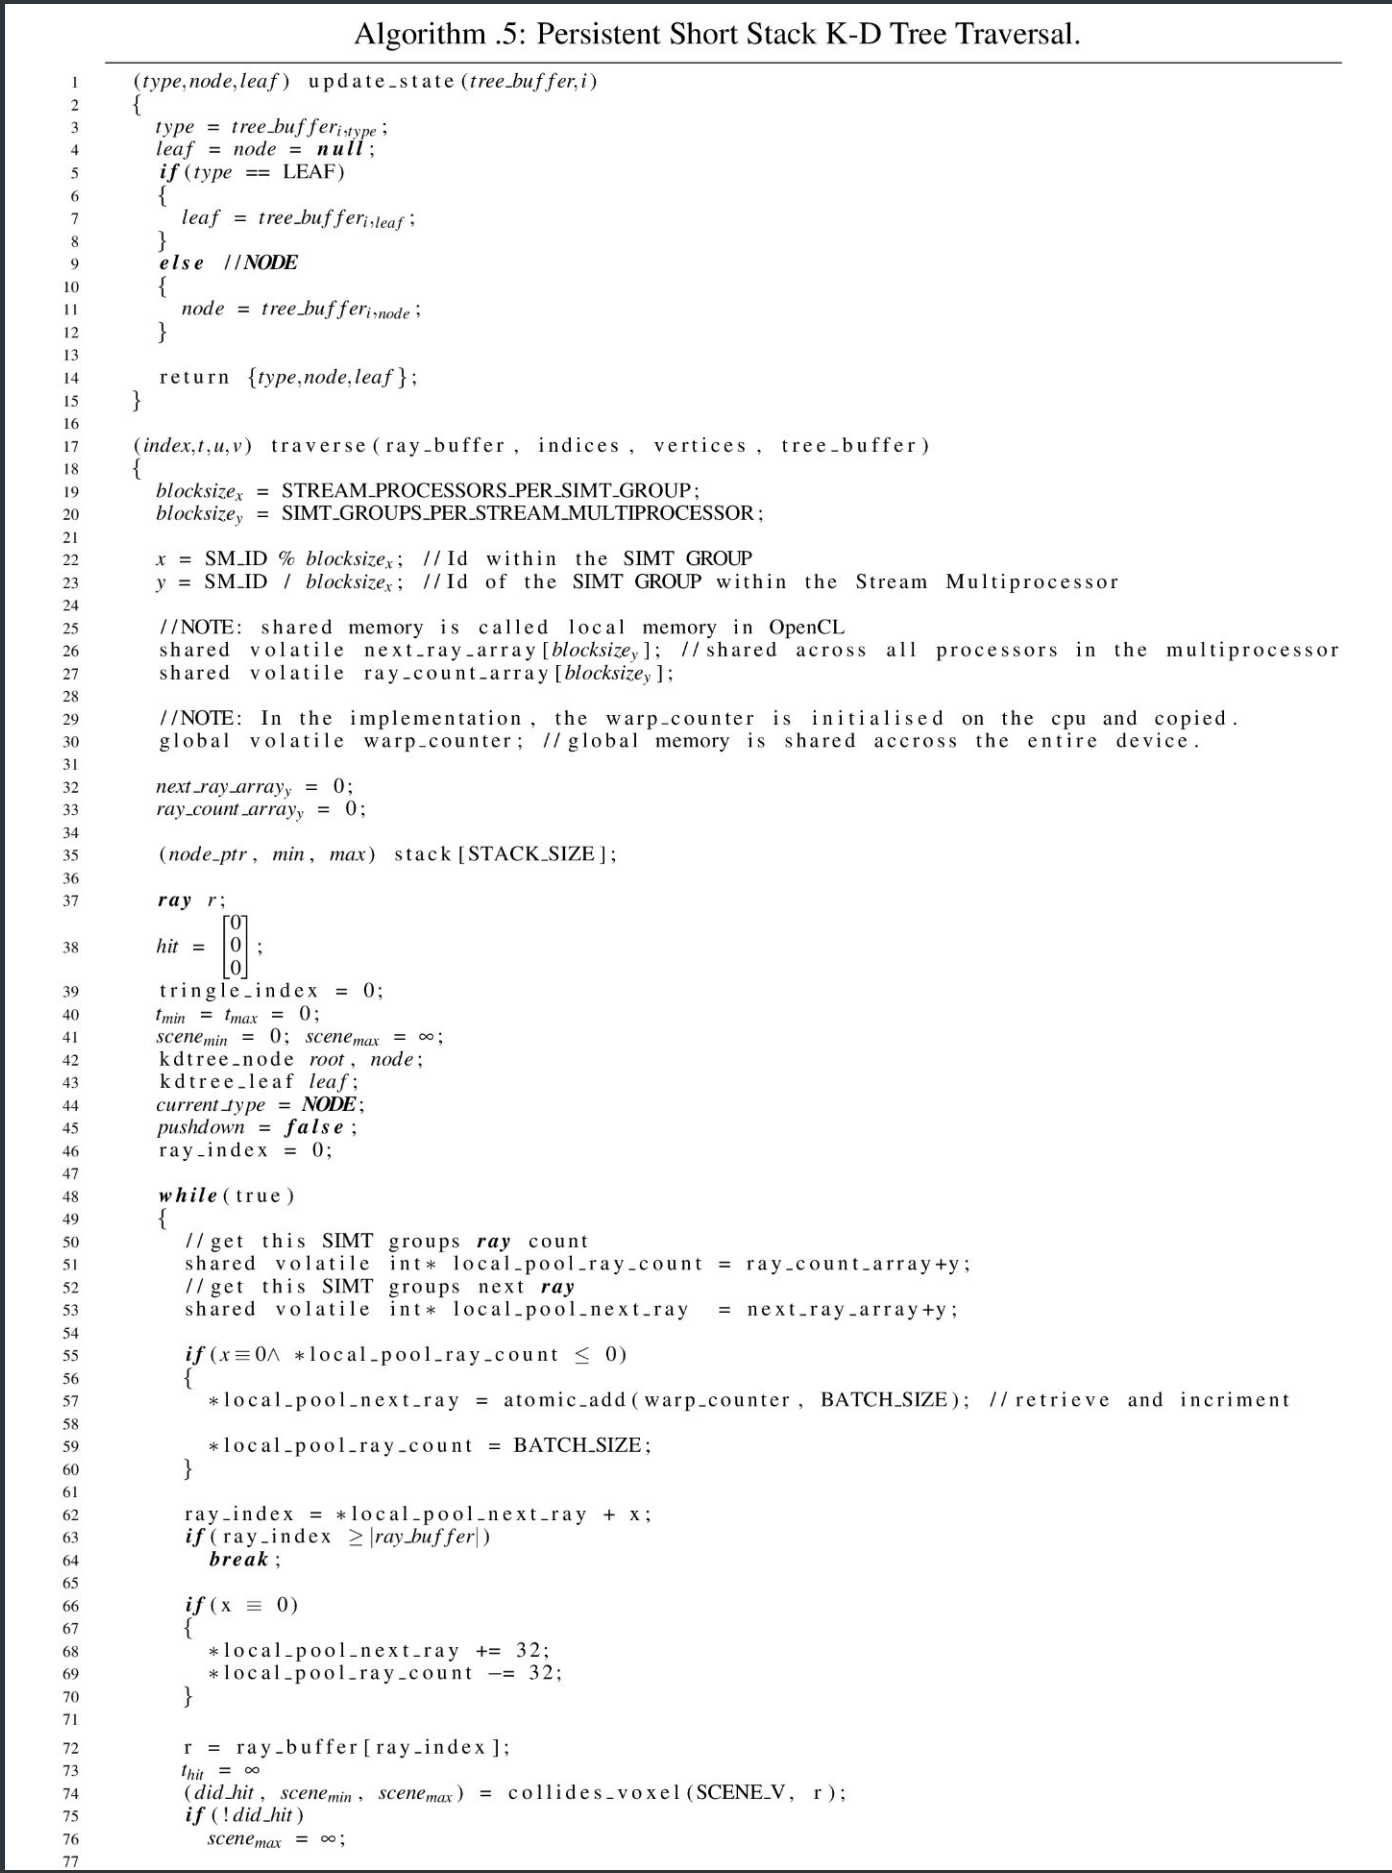 Algorithm .5: Persistent Short Stack K-D Tree Traversal.
1 (type,node,leaf) update_state(tree_buffer,i)
2 {
3 type = tree_buffer_{i,type};
4 leaf = node = null;
5 if(type == LEAF)
6 {
7 leaf = tree_buffer_{i,leaf};
8 }
9 else //NODE
10 {
11 node = tree_buffer_{i,node};
12 }
13
14 return {type,node,leaf};
15 }
16
17 (index,t,u,v) traverse(ray_buffer, indices, vertices, tree_buffer)
18 {
19 blocksize_x = STREAM_PROCESSORS_PER_SIMT_GROUP;
20 blocksize_y = SIMT_GROUPS_PER_STREAM_MULTIPROCESSOR;
21
22 x = SM_ID % blocksize_x; //Id within the SIMT GROUP
23 y = SM_ID / blocksize_x; //Id of the SIMT GROUP within the Stream Multiprocessor
24
25 //NOTE: shared memory is called local memory in OpenCL
26 shared volatile next_ray_array[blocksize_y]; //shared across all processors in the multiprocessor
27 shared volatile ray_count_array[blocksize_y];
28
29 //NOTE: In the implementation, the warp_counter is initialised on the cpu and copied.
30 global volatile warp_counter; //global memory is shared accross the entire device.
31
32 next_ray_array_y = 0;
33 ray_count_array_y = 0;
34
35 (node_ptr, min, max) stack[STACK_SIZE];
36
37 ray r;
38 hit = [0 0 0];
39 tringle_index = 0;
40 t_min = t_max = 0;
41 scene_min = 0; scene_max = ∞;
42 kdtree_node root, node;
43 kdtree_leaf leaf;
44 current_type = NODE;
45 pushdown = false;
46 ray_index = 0;
47
48 while(true)
49 {
50 //get this SIMT groups ray count
51 shared volatile int* local_pool_ray_count = ray_count_array+y;
52 //get this SIMT groups next ray
53 shared volatile int* local_pool_next_ray = next_ray_array+y;
54
55 if(x≡0∧ *local_pool_ray_count ≤ 0)
56 {
57 *local_pool_next_ray = atomic_add(warp_counter, BATCH_SIZE); //retrieve and incriment
58
59 *local_pool_ray_count = BATCH_SIZE;
60 }
61
62 ray_index = *local_pool_next_ray + x;
63 if(ray_index ≥ |ray_buffer|)
64 break;
65
66 if(x ≡ 0)
67 {
68 *local_pool_next_ray += 32;
69 *local_pool_ray_count −= 32;
70 }
71
72 r = ray_buffer[ray_index];
73 t_hit = ∞
74 (did_hit, scene_min, scene_max) = collides_voxel(SCENE_V, r);
75 if(!did_hit)
76 scene_max = ∞;
77